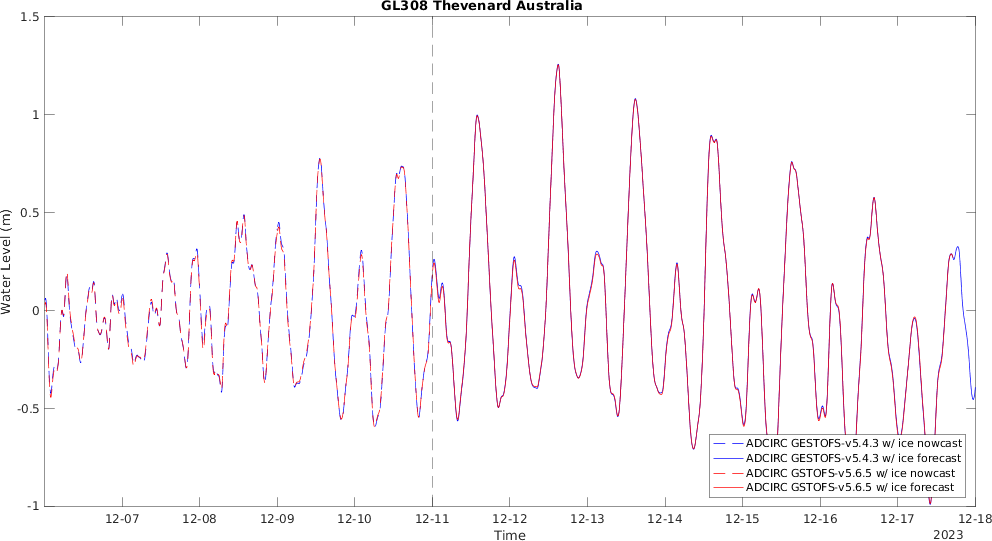 GL308 Thevenard Australia
1.5
1
0.5
0
-0.5
-1
Water Level (m)
12-07 12-08 12-09 12-10 12-11 12-12 12-13 12-14 12-15 12-16 12-17 12-18
Time
2023
ADCIRC GESTOFS-v5.4.3 w/ ice nowcast
ADCIRC GESTOFS-v5.4.3 w/ ice forecast
ADCIRC GSTOFS-v5.6.5 w/ ice nowcast
ADCIRC GSTOFS-v5.6.5 w/ ice forecast